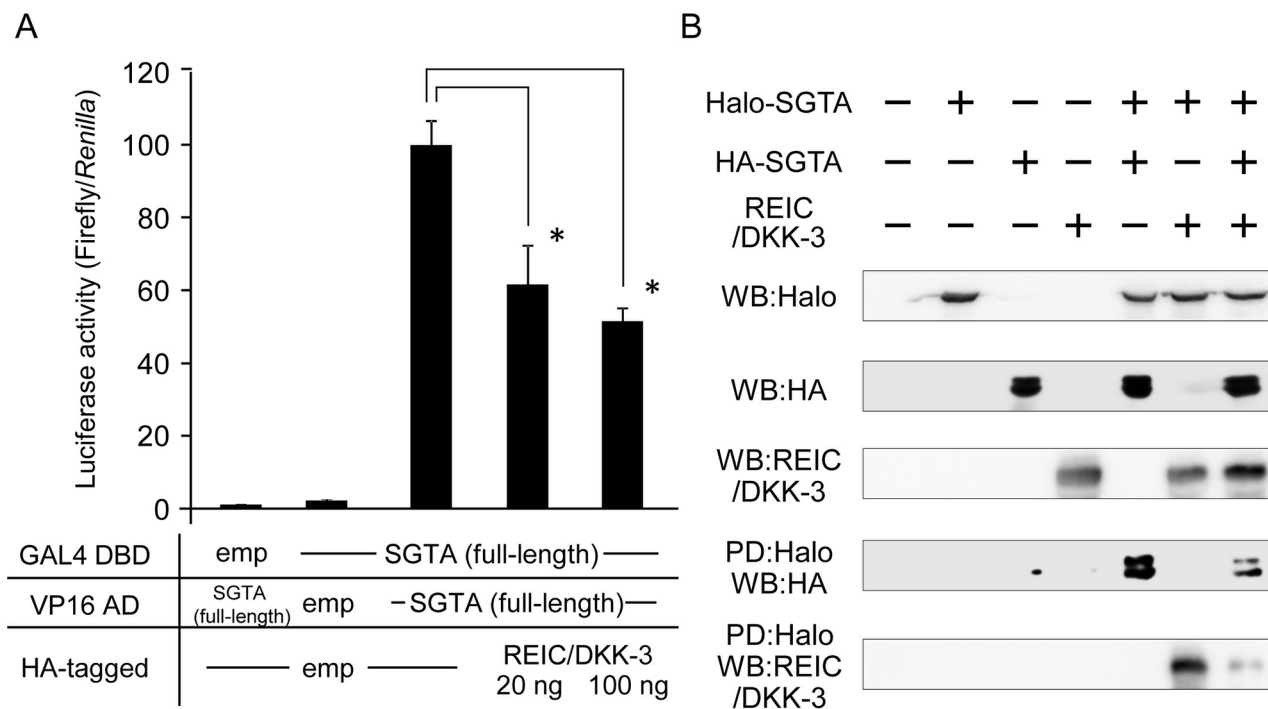 A
120
100
80
60
40
20
0
Luciferase activity (Firefly/Renilla)
*
*
GAL4 DBD emp SGTA (full-length)
VP16 AD SGTA (full-length) emp SGTA (full-length)
HA-tagged emp REIC/DKK-3
20 ng 100 ng
B
Halo-SGTA − + − − + + +
HA-SGTA − − + − + − +
REIC
/DKK-3 − − − + − + +
WB:Halo
WB:HA
WB:REIC
/DKK-3
PD:Halo
WB:HA
PD:Halo
WB:REIC
/DKK-3